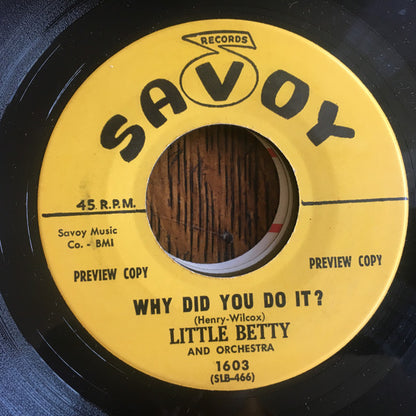 RECORDS
SAVOY
45 R.P.M.
Savoy Music
Co. - BMI
PREVIEW COPY
PREVIEW COPY
WHY DID YOU DO IT?
(Henry-Wilcox)
LITTLE BETTY
AND ORCHESTRA
1603
(SLB-466)